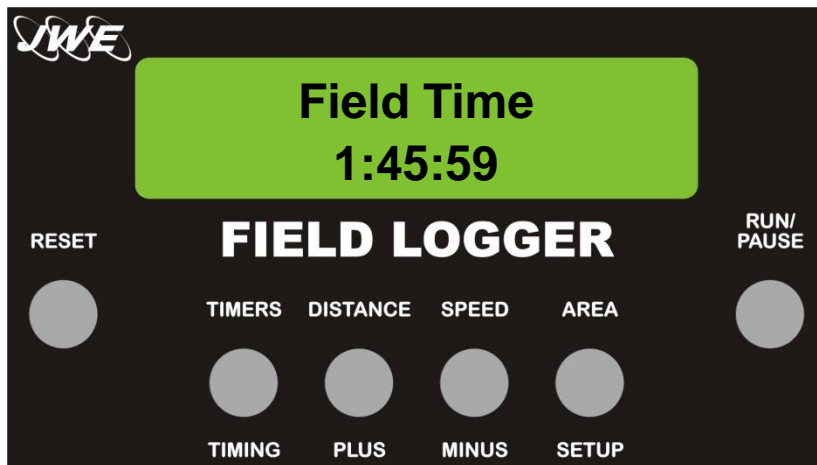 JWE
Field Time
1:45:59
FIELD LOGGER
RESET
RUN/
PAUSE
TIMERS DISTANCE SPEED AREA
TIMING PLUS MINUS SETUP